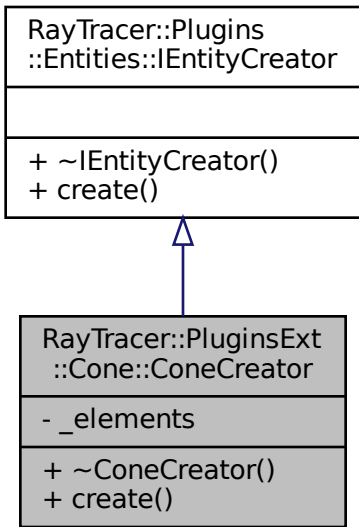 RayTracer::Plugins
::Entities::IEntityCreator
+ ~IEntityCreator()
+ create()
RayTracer::PluginsExt
::Cone::ConeCreator
- _elements
+ ~ConeCreator()
+ create()